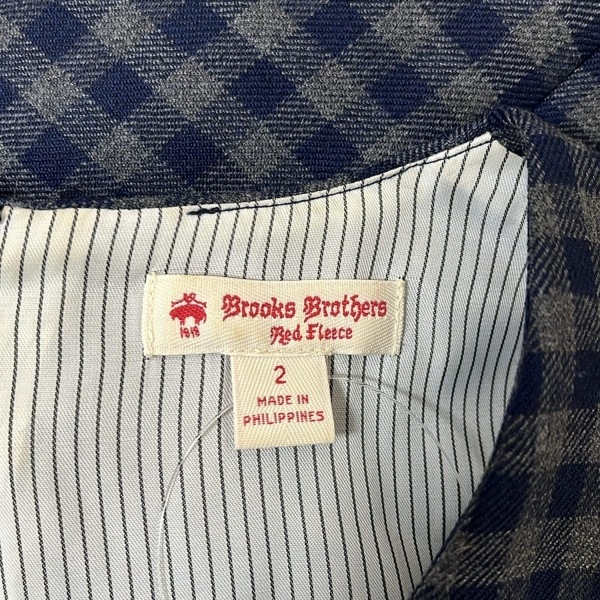 Brooks Brothers
1818
Red Fleece
2
MADE IN
PHILIPPINES